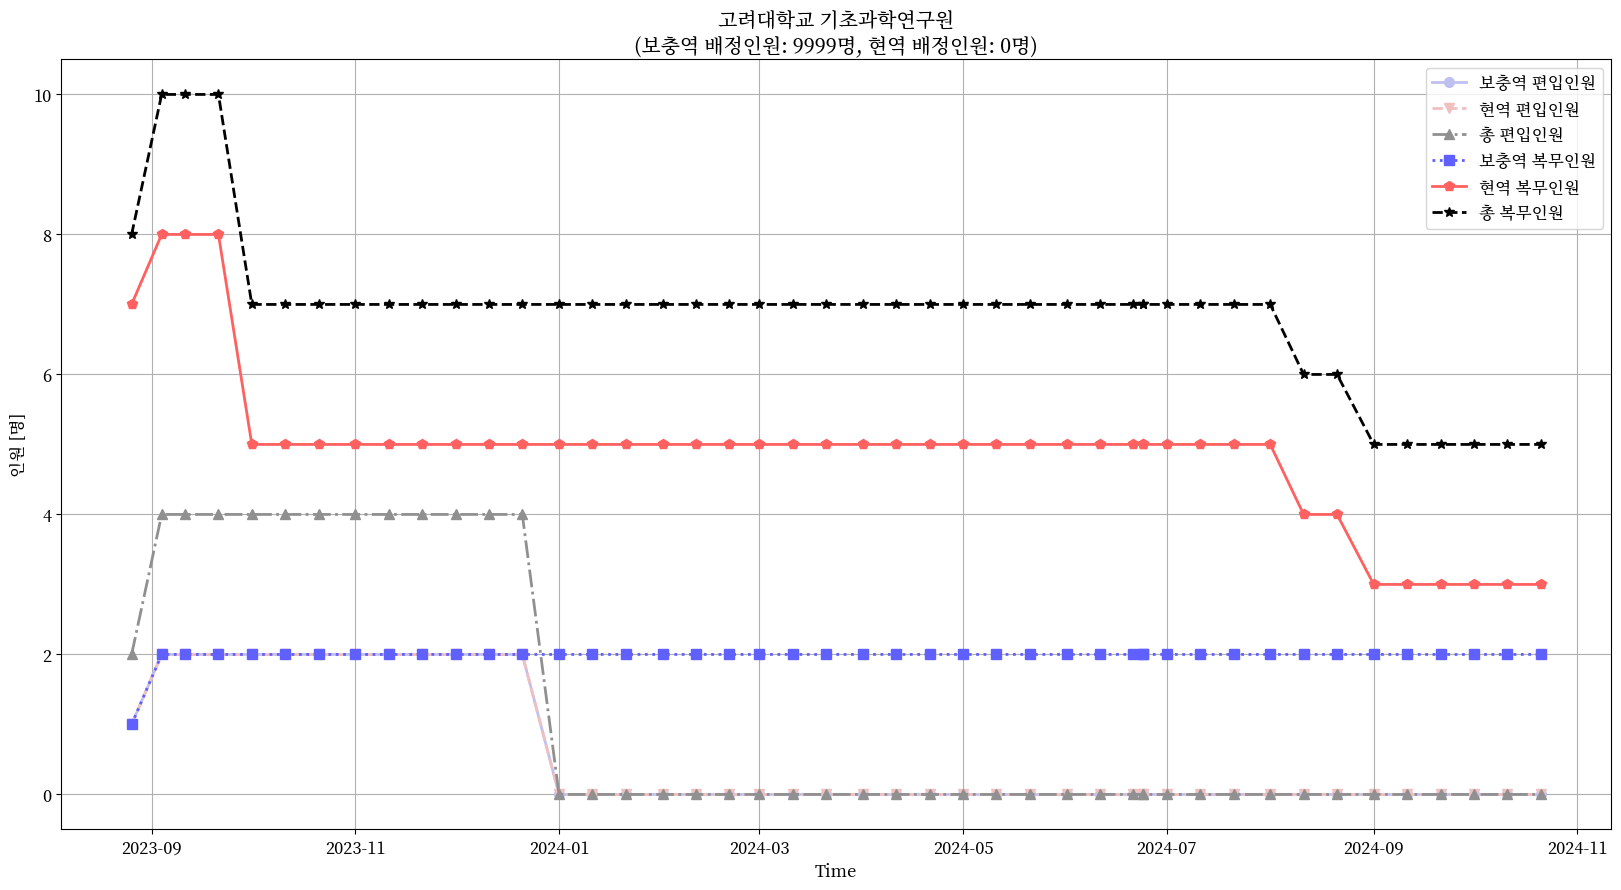 고려대학교 기초과학연구원
(보충역 배정인원: 9999명, 현역 배정인원: 0명)
보충역 편입인원
현역 편입인원
총 편입인원
보충역 복무인원
현역 복무인원
총 복무인원
인원 [명]
10
8
6
4
2
0
2023-09
2023-11
2024-01
2024-03
2024-05
2024-07
2024-09
2024-11
Time